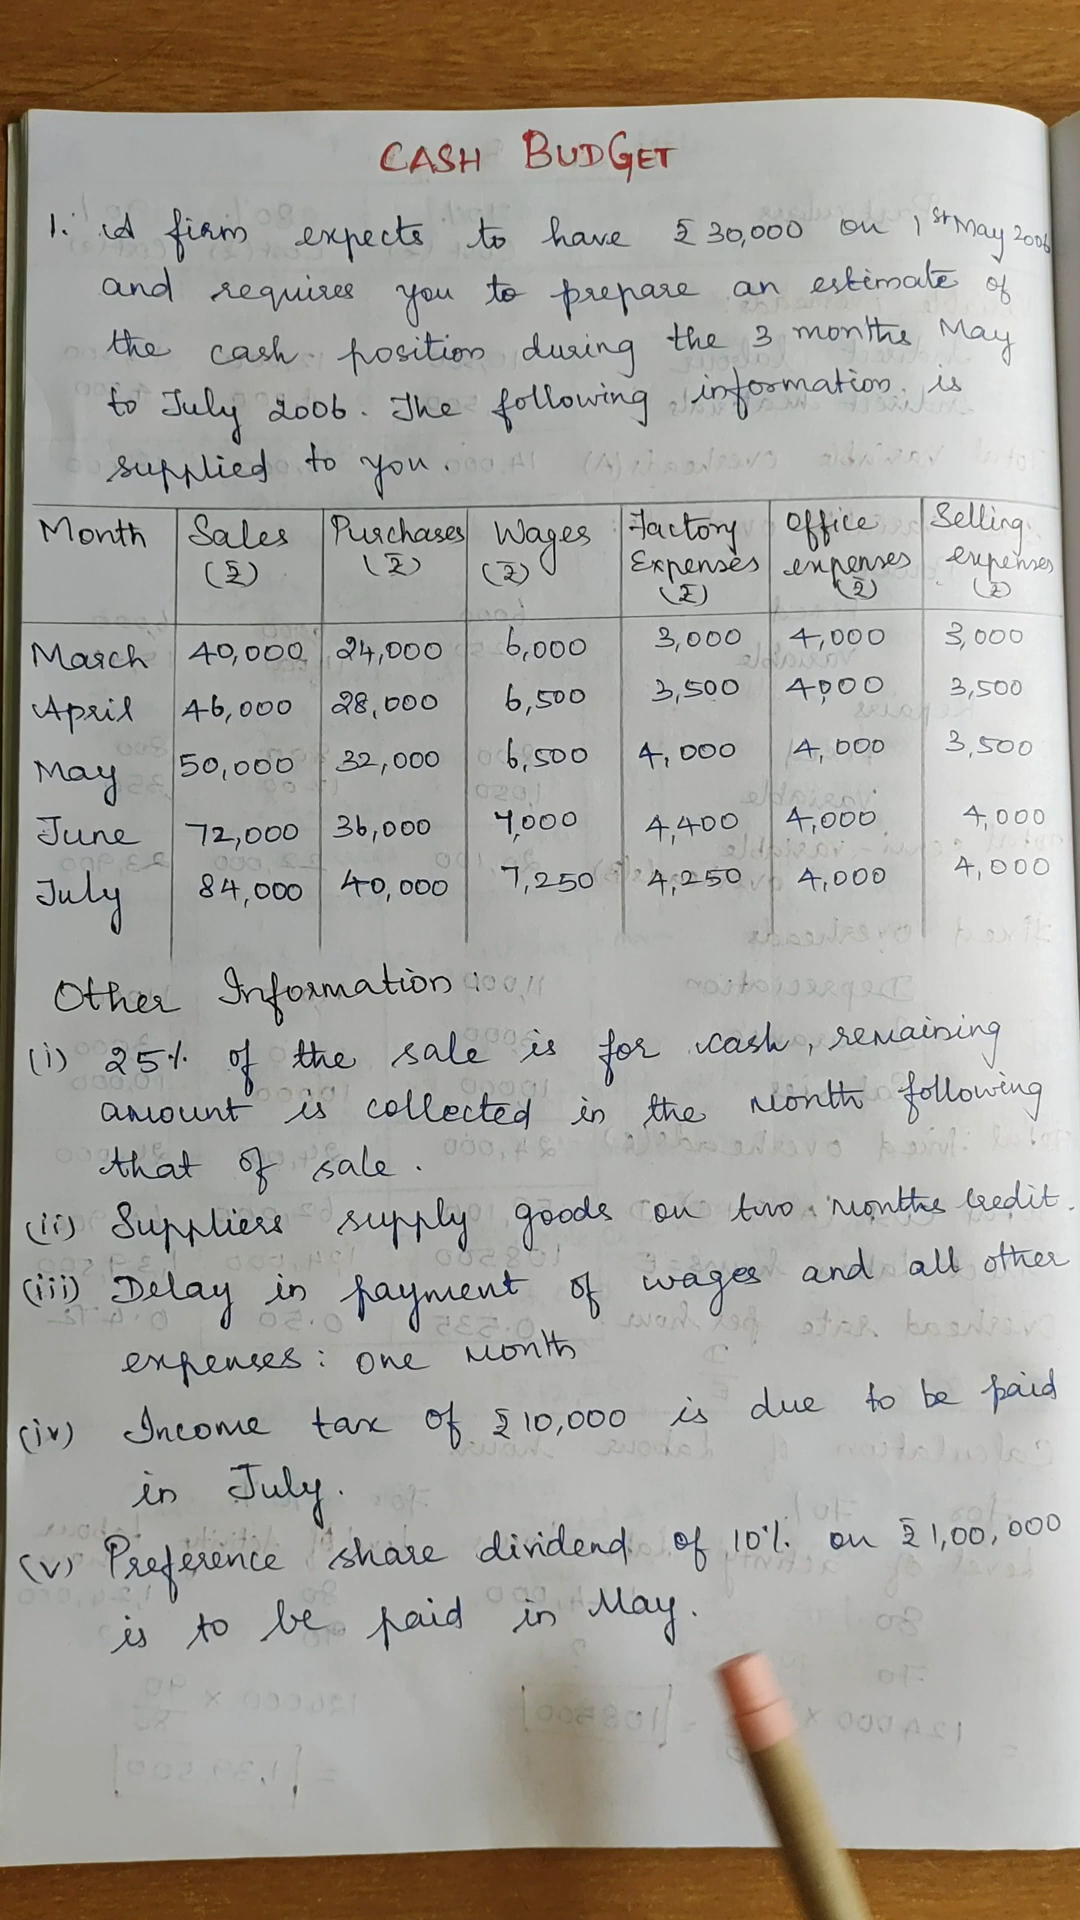 CASH BUDGET
1. A firm expects to have ₹ 30,000 on 1st May 2006
and requires you to prepare an estimate of
the cash position during the 3 months May
to July 2006. The following information is
supplied to you.
Month | Sales (₹) | Purchases (₹) | Wages (₹) | Factory Expenses (₹) | Office expenses (₹) | Selling expenses (₹)
March | 40,000 | 24,000 | 6,000 | 3,000 | 4,000 | 3,000
April | 46,000 | 28,000 | 6,500 | 3,500 | 4,000 | 3,500
May | 50,000 | 32,000 | 6,500 | 4,000 | 4,000 | 3,500
June | 72,000 | 36,000 | 7,000 | 4,400 | 4,000 | 4,000
July | 84,000 | 40,000 | 7,250 | 4,250 | 4,000 | 4,000
Other Information:
(i) 25% of the sale is for cash, remaining
amount is collected in the month following
that of sale.
(ii) Suppliers supply goods on two months credit.
(iii) Delay in payment of wages and all other
expenses: one month
(iv) Income tax of ₹10,000 is due to be paid
in July.
(v) Preference share dividend of 10% on ₹1,00,000
is to be paid in May.